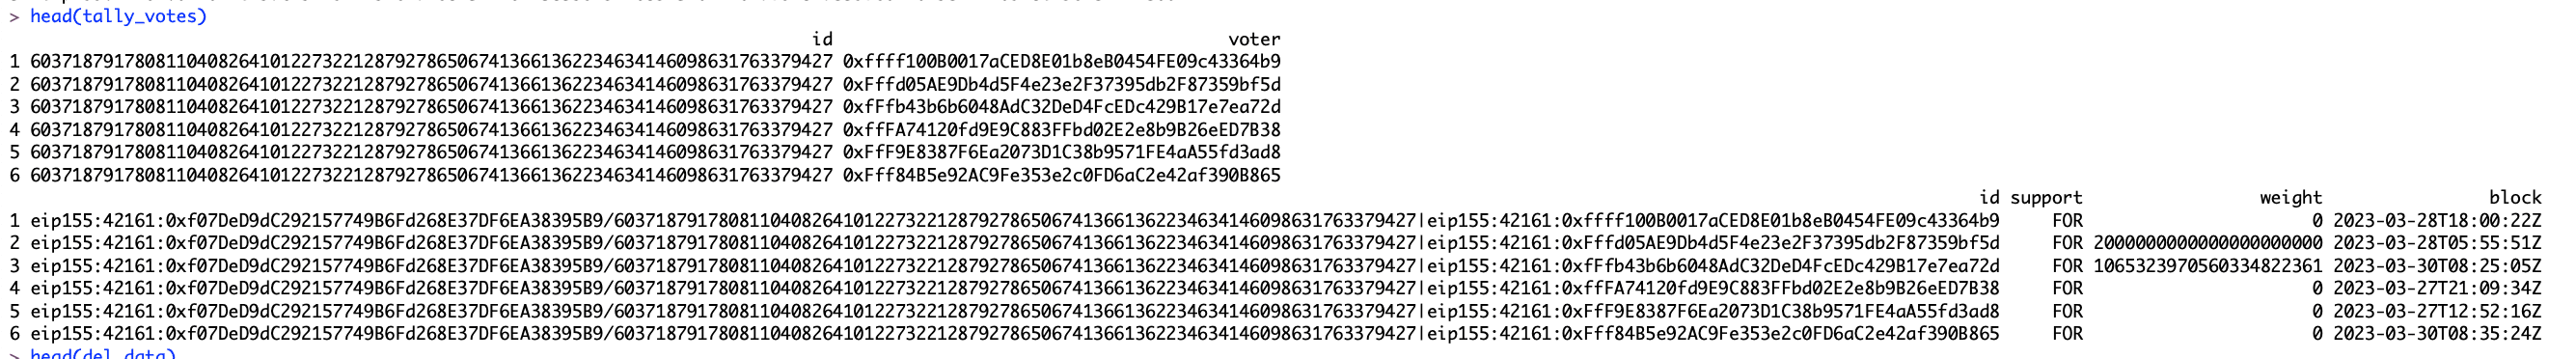 > head(tally_votes)
id voter
1 60371879178081104082641012273221287927865067413661362234634146098631763379427 0xffff100B0017aCED8E01b8eB0454FE09c43364b9
2 60371879178081104082641012273221287927865067413661362234634146098631763379427 0xFffd05AE9Db4d5F4e23e2F37395db2F87359bf5d
3 60371879178081104082641012273221287927865067413661362234634146098631763379427 0xfFfb43b6b6048AdC32DeD4FcEDc429B17e7ea72d
4 60371879178081104082641012273221287927865067413661362234634146098631763379427 0xffFA74120fd9E9C883FFbd02E2e8b9B26eED7B38
5 60371879178081104082641012273221287927865067413661362234634146098631763379427 0xFfF9E8387F6Ea2073D1C38b9571FE4aA55fd3ad8
6 60371879178081104082641012273221287927865067413661362234634146098631763379427 0xFff84B5e92AC9Fe353e2c0FD6aC2e42af390B865
id support weight block
1 eip155:42161:0xf07DeD9dC292157749B6Fd268E37DF6EA38395B9/60371879178081104082641012273221287927865067413661362234634146098631763379427|eip155:42161:0xffff100B0017aCED8E01b8eB0454FE09c43364b9 FOR 0 2023-03-28T18:00:22Z
2 eip155:42161:0xf07DeD9dC292157749B6Fd268E37DF6EA38395B9/60371879178081104082641012273221287927865067413661362234634146098631763379427|eip155:42161:0xFffd05AE9Db4d5F4e23e2F37395db2F87359bf5d FOR 2000000000000000000000 2023-03-28T05:55:51Z
3 eip155:42161:0xf07DeD9dC292157749B6Fd268E37DF6EA38395B9/60371879178081104082641012273221287927865067413661362234634146098631763379427|eip155:42161:0xfFfb43b6b6048AdC32DeD4FcEDc429B17e7ea72d FOR 1065323970560334822361 2023-03-30T08:25:05Z
4 eip155:42161:0xf07DeD9dC292157749B6Fd268E37DF6EA38395B9/60371879178081104082641012273221287927865067413661362234634146098631763379427|eip155:42161:0xffFA74120fd9E9C883FFbd02E2e8b9B26eED7B38 FOR 0 2023-03-27T21:09:34Z
5 eip155:42161:0xf07DeD9dC292157749B6Fd268E37DF6EA38395B9/60371879178081104082641012273221287927865067413661362234634146098631763379427|eip155:42161:0xFfF9E8387F6Ea2073D1C38b9571FE4aA55fd3ad8 FOR 0 2023-03-27T12:52:16Z
6 eip155:42161:0xf07DeD9dC292157749B6Fd268E37DF6EA38395B9/60371879178081104082641012273221287927865067413661362234634146098631763379427|eip155:42161:0xFff84B5e92AC9Fe353e2c0FD6aC2e42af390B865 FOR 0 2023-03-30T08:35:24Z
> head(del_data)